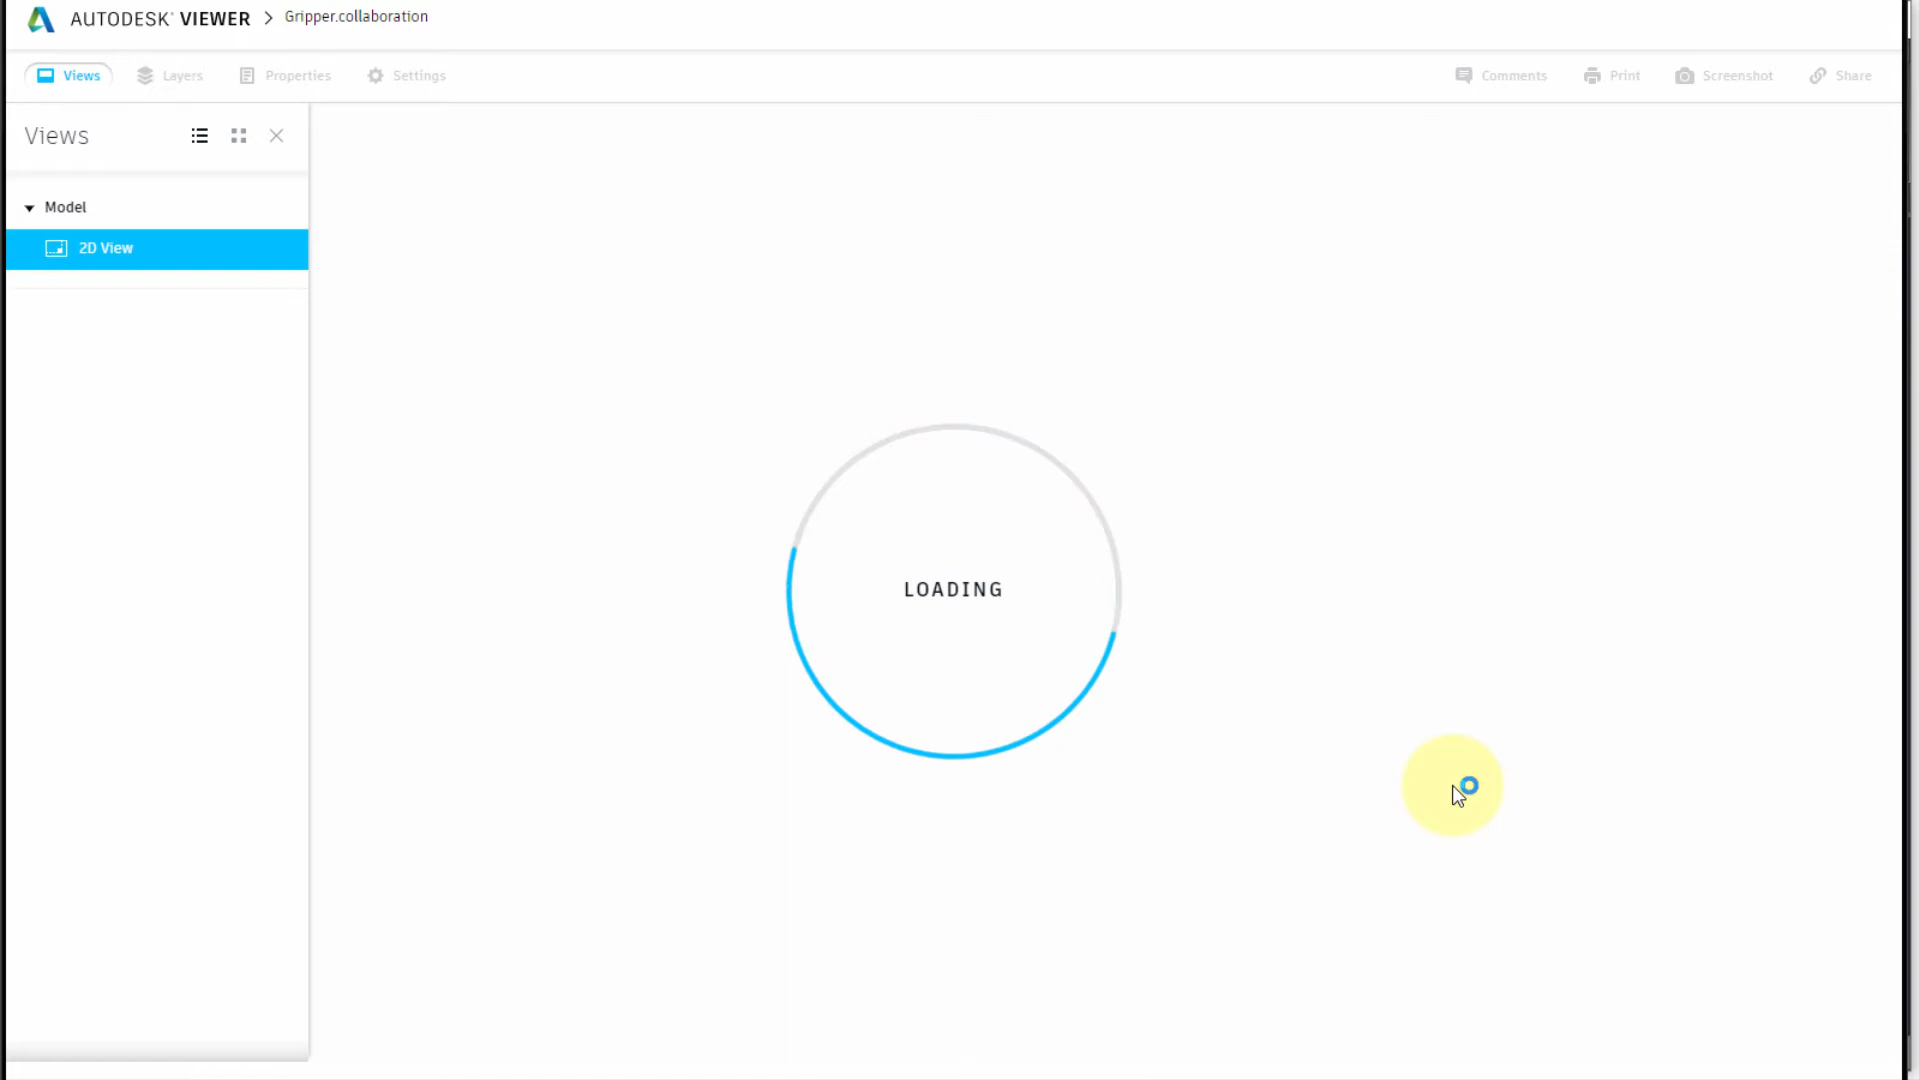 AUTODESK® VIEWER > Gripper.collaboration
Views Layers Properties Settings Comments Print Screenshot Share
Views
Model
2D View
LOADING